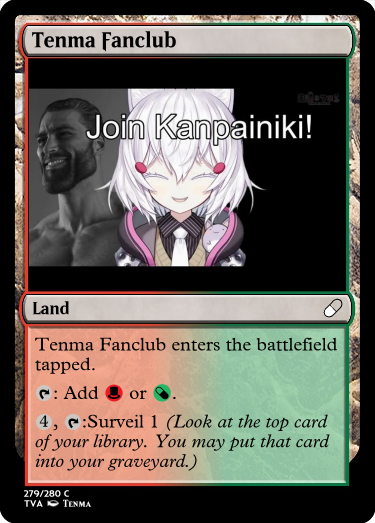 Tenma Fanclub
Join Kanpainiki!
Land
Tenma Fanclub enters the battlefield
tapped.
: Add or .
4 , :Surveil 1 (Look at the top card
of your library. You may put that card
into your graveyard.)
279/280 C
TVA TENMA